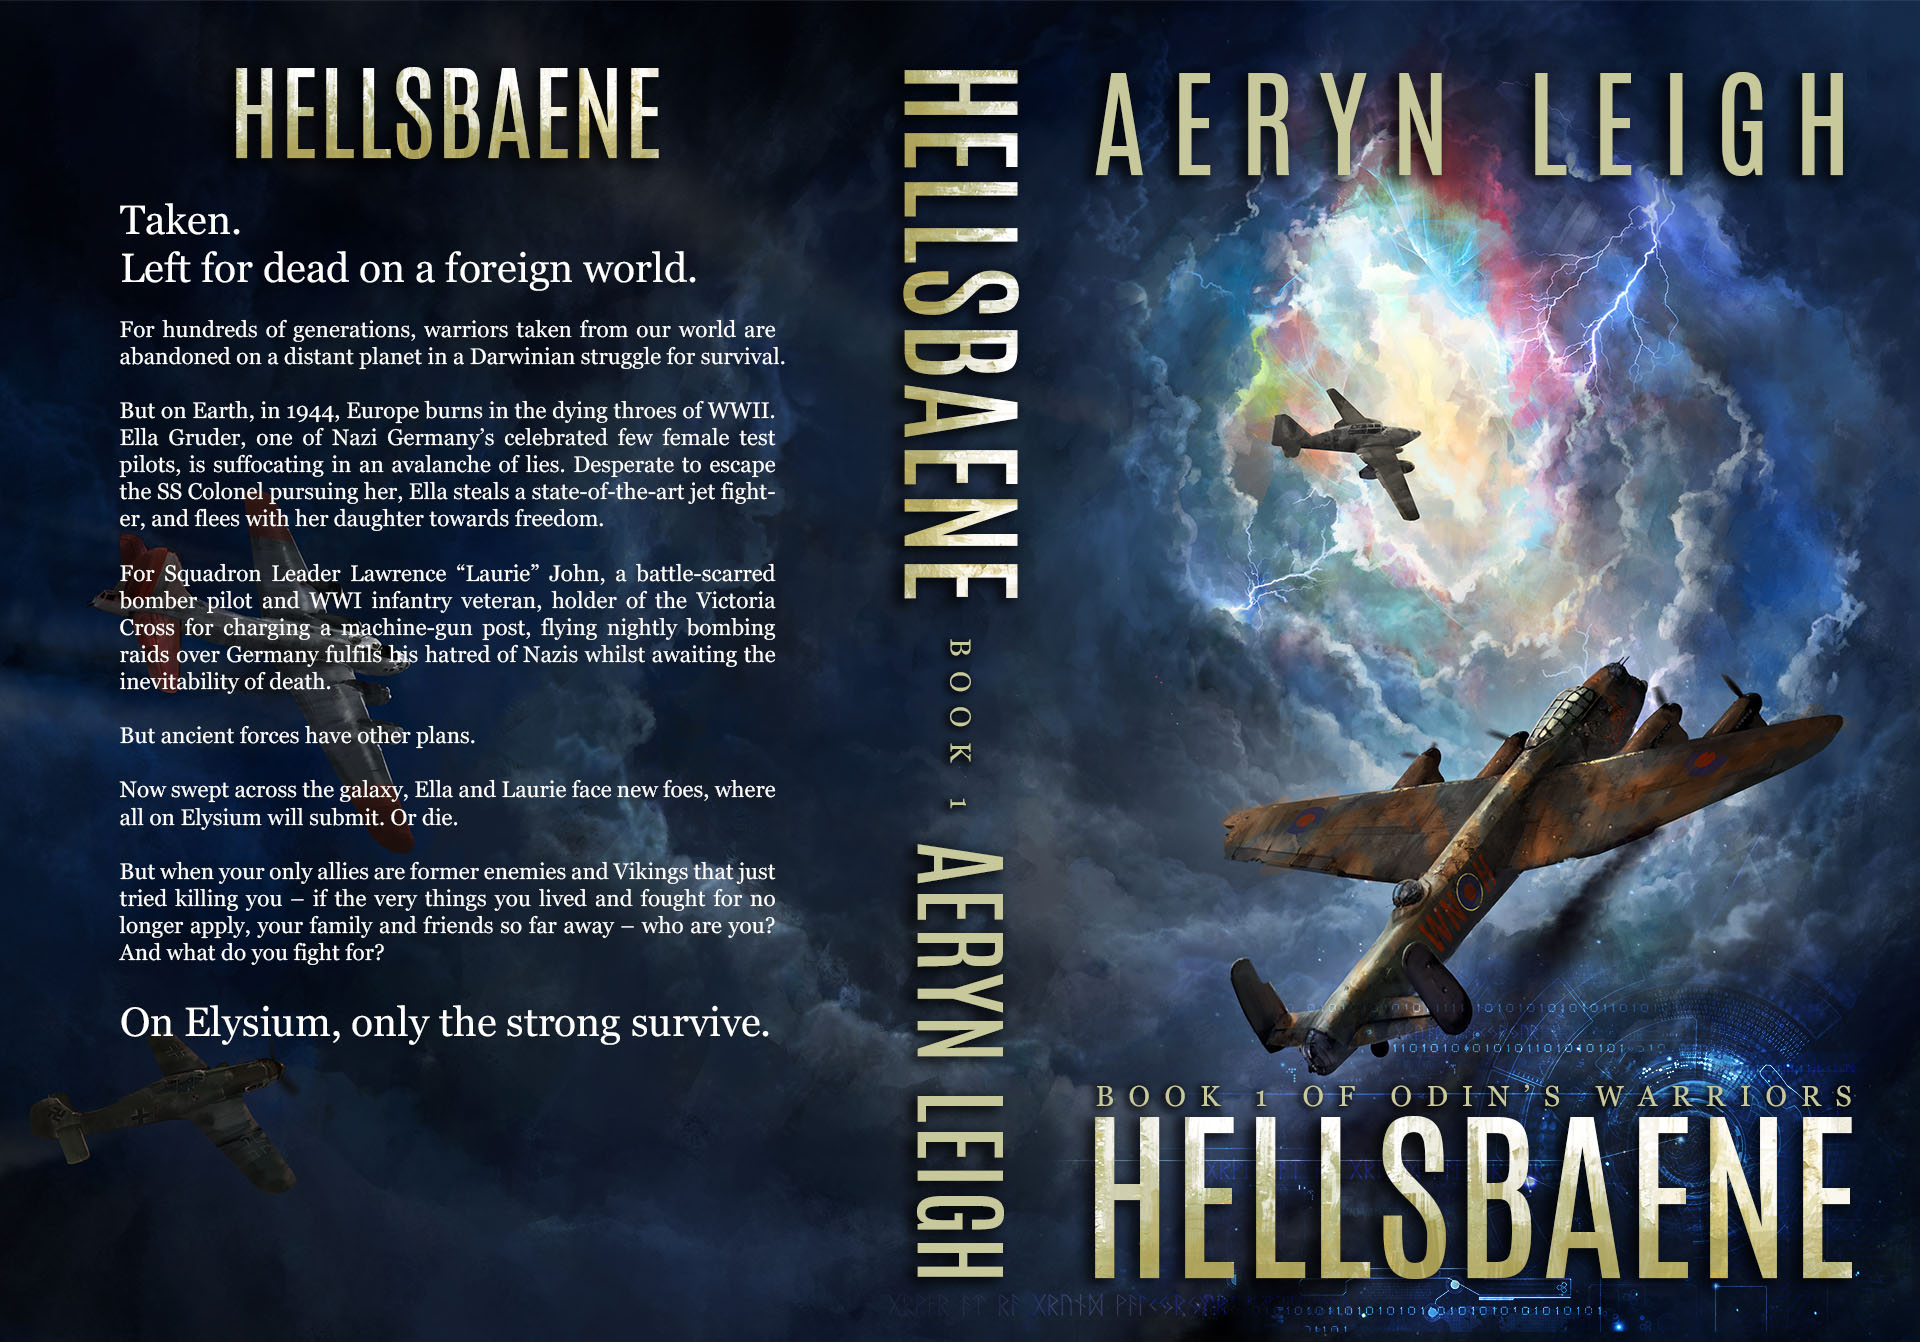 HELLSBAENE
Taken.
Left for dead on a foreign world.
For hundreds of generations, warriors taken from our world are
abandoned on a distant planet in a Darwinian struggle for survival.
But on Earth, in 1944, Europe burns in the dying throes of WWII.
Ella Gruder, one of Nazi Germany’s celebrated few female test
pilots, is suffocating in an avalanche of lies. Desperate to escape
the SS Colonel pursuing her, Ella steals a state-of-the-art jet fight-
er, and flees with her daughter towards freedom.
For Squadron Leader Lawrence “Laurie” John, a battle-scarred
bomber pilot and WWI infantry veteran, holder of the Victoria
Cross for charging a machine-gun post, flying nightly bombing
raids over Germany fulfils his hatred of Nazis whilst awaiting the
inevitability of death.
But ancient forces have other plans.
Now swept across the galaxy, Ella and Laurie face new foes, where
all on Elysium will submit. Or die.
But when your only allies are former enemies and Vikings that just
tried killing you – if the very things you lived and fought for no
longer apply, your family and friends so far away – who are you?
And what do you fight for?
On Elysium, only the strong survive.
HELLSBAENE
BOOK 1
AERYN LEIGH
AERYN LEIGH
BOOK 1 OF ODIN’S WARRIORS
HELLSBAENE